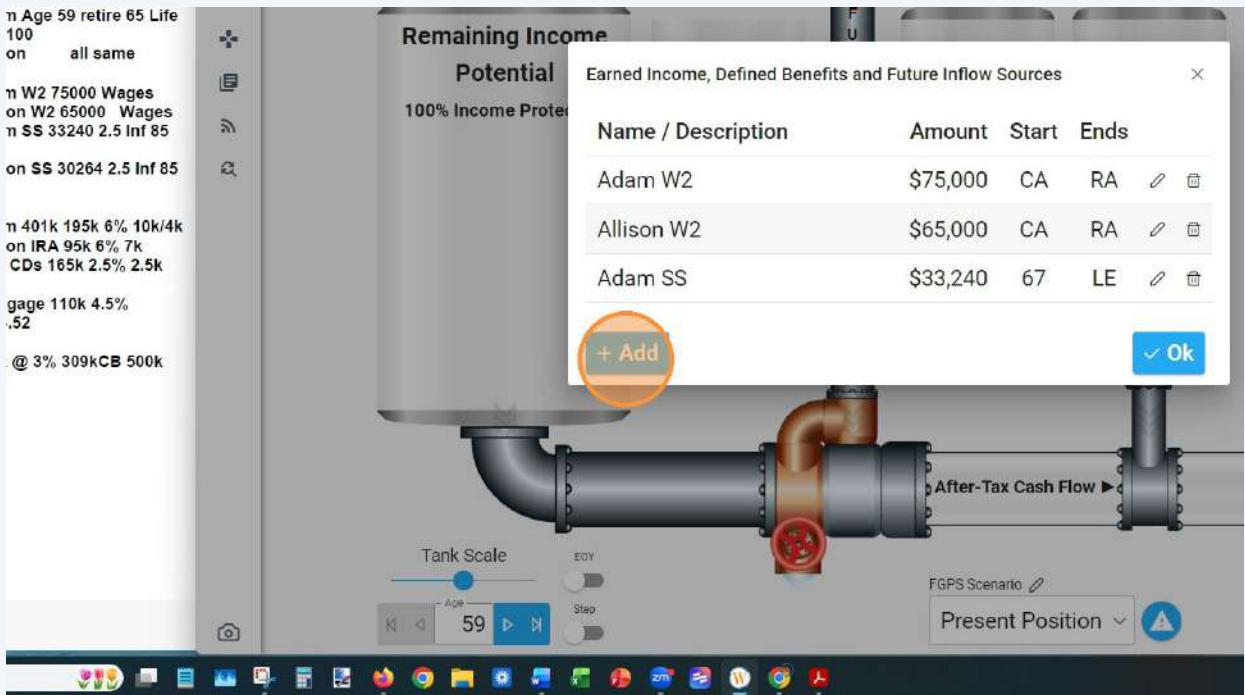 m Age 59 retire 65 Life
100
on all same
m W2 75000 Wages
on W2 65000 Wages
m SS 33240 2.5 Inf 85
on SS 30264 2.5 Inf 85
m 401k 195k 6% 10k/4k
on IRA 95k 6% 7k
CDs 165k 2.5% 2.5k
gage 110k 4.5%
.52
@ 3% 309kCB 500k
Remaining Income
Potential
100% Income Protec
F
U
Earned Income, Defined Benefits and Future Inflow Sources
Name / Description Amount Start Ends
Adam W2 $75,000 CA RA
Allison W2 $65,000 CA RA
Adam SS $33,240 67 LE
+ Add
Ok
After-Tax Cash Flow
Tank Scale
EOY
Age
59
Step
FGPS Scenario
Present Position
zm